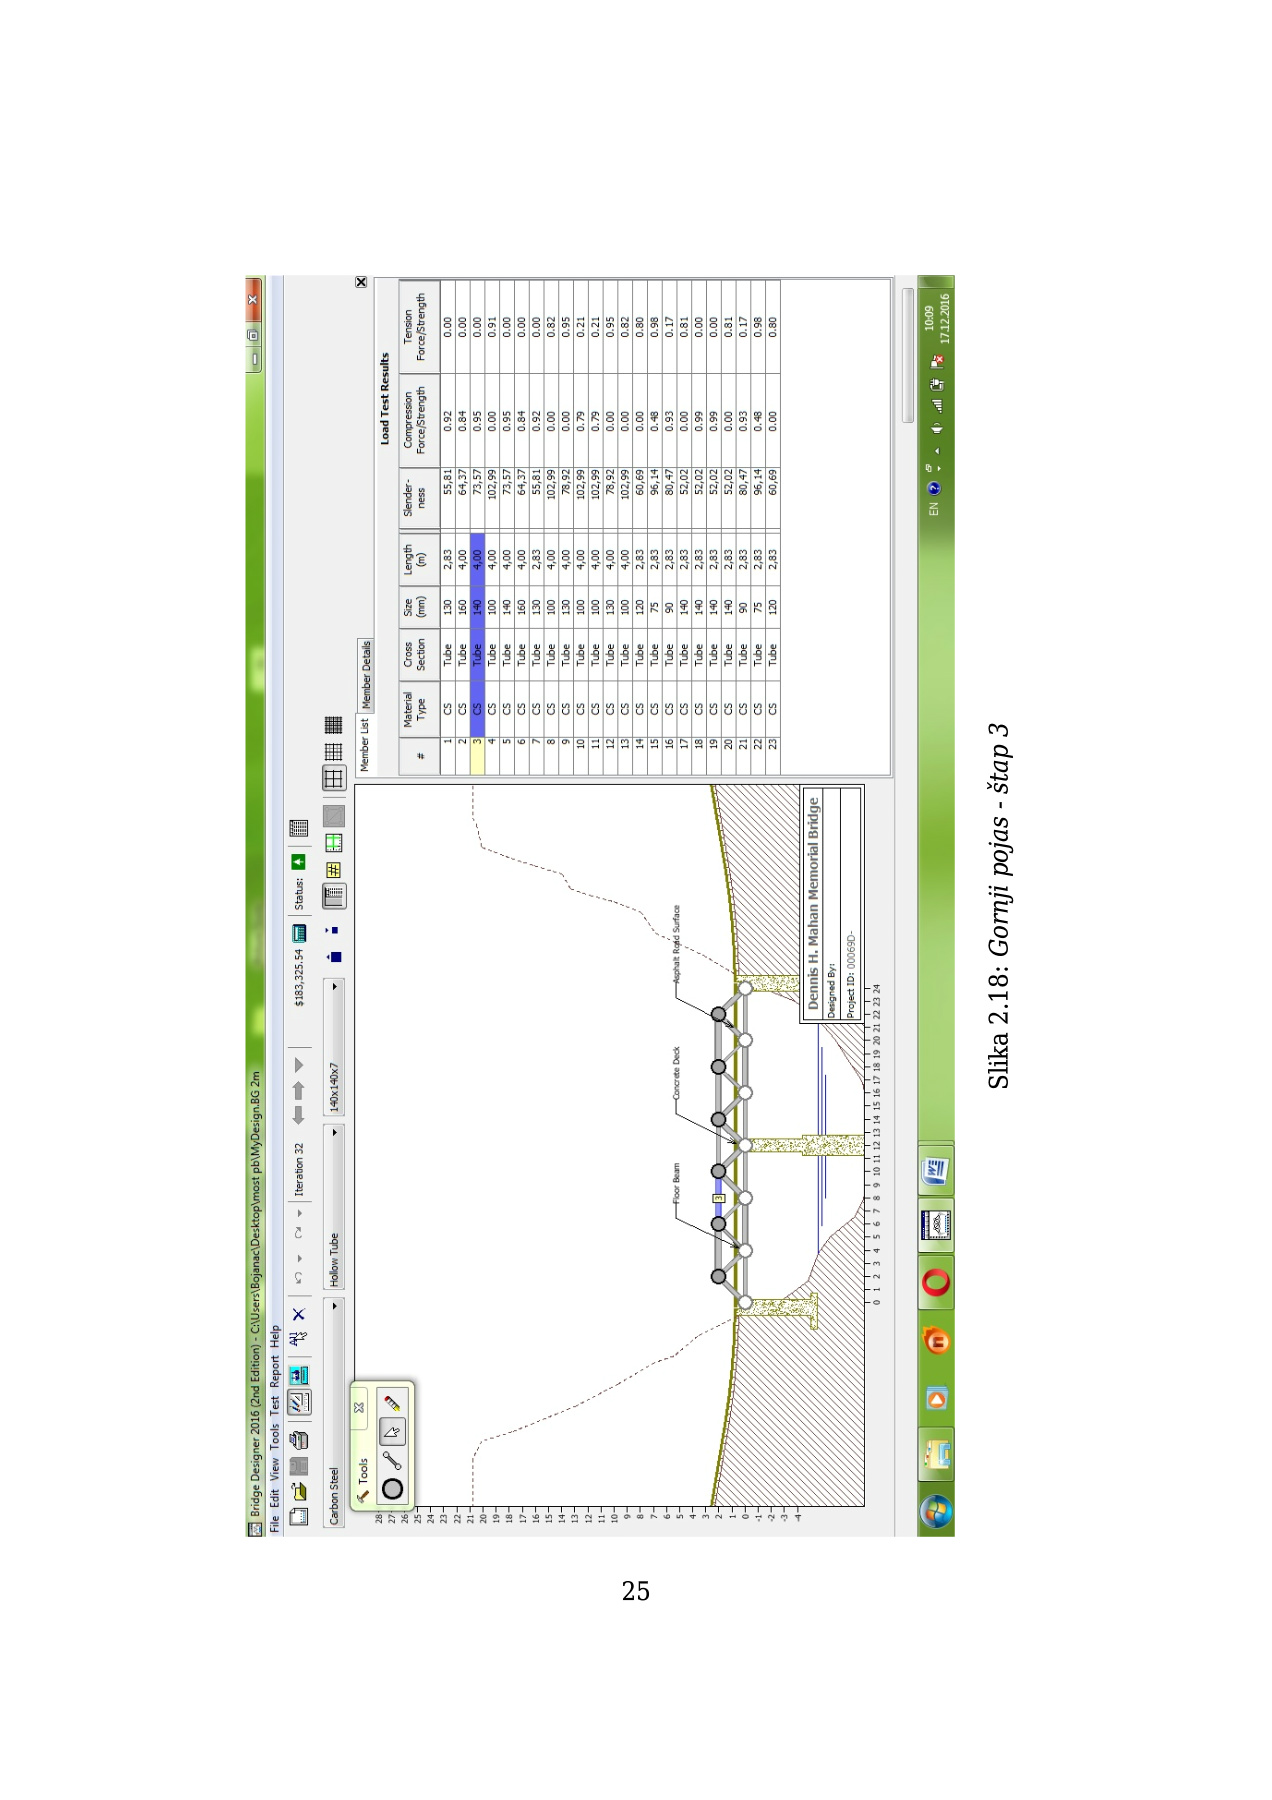 Bridge Designer 2016 (2nd Edition) - C:\Users\Bojanac\Desktop\most pb\MyDesign.BG 2m
File Edit View Tools Test Report Help
Iteration 32
$183,325.54
Status:
Carbon Steel
Hollow Tube
140x140x7
Tools
Member List
Member Details
Load Test Results
# Material Type Cross Section Size (mm) Length (m) Slender-ness Compression Force/Strength Tension Force/Strength
1 CS Tube 130 2,83 55,81 0.92 0.00
2 CS Tube 160 4,00 64,37 0.84 0.00
3 CS Tube 140 4,00 73,57 0.95 0.00
4 CS Tube 100 4,00 102,99 0.00 0.91
5 CS Tube 140 4,00 73,57 0.95 0.00
6 CS Tube 160 4,00 64,37 0.84 0.00
7 CS Tube 130 2,83 55,81 0.92 0.00
8 CS Tube 100 4,00 102,99 0.00 0.82
9 CS Tube 130 4,00 78,92 0.00 0.95
10 CS Tube 100 4,00 102,99 0.79 0.21
11 CS Tube 100 4,00 102,99 0.79 0.21
12 CS Tube 130 4,00 78,92 0.00 0.95
13 CS Tube 100 4,00 102,99 0.00 0.82
14 CS Tube 120 2,83 60,69 0.00 0.80
15 CS Tube 75 2,83 96,14 0.48 0.98
16 CS Tube 90 2,83 80,47 0.93 0.17
17 CS Tube 140 2,83 52,02 0.00 0.81
18 CS Tube 140 2,83 52,02 0.99 0.00
19 CS Tube 140 2,83 52,02 0.99 0.00
20 CS Tube 140 2,83 52,02 0.00 0.81
21 CS Tube 90 2,83 80,47 0.93 0.17
22 CS Tube 75 2,83 96,14 0.48 0.98
23 CS Tube 120 2,83 60,69 0.00 0.80
28
27
26
25
24
23
22
21
20
19
18
17
16
15
14
13
12
11
10
9
8
7
6
5
4
3
2
1
0
-1
-2
-3
-4
Floor Beam
Concrete Deck
Asphalt Road Surface
3
0 1 2 3 4 5 6 7 8 9 10 11 12 13 14 15 16 17 18 19 20 21 22 23 24
Dennis H. Mahan Memorial Bridge
Designed By:
Project ID: 00069D-
EN
10:09
17.12.2016
Slika 2.18: Gornji pojas - štap 3
25